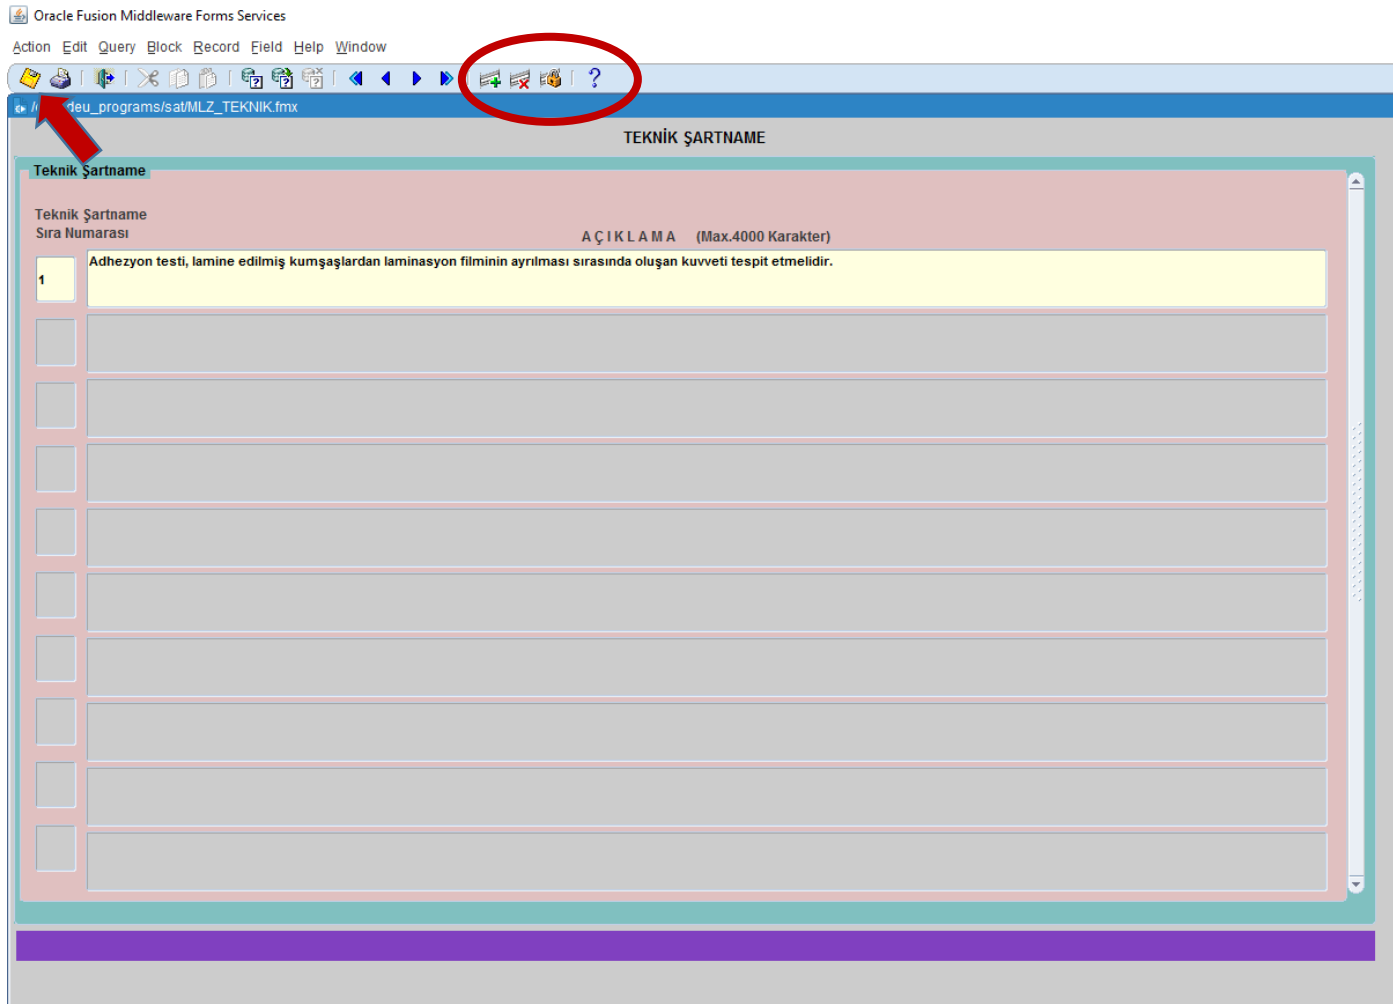 Oracle Fusion Middleware Forms Services
Action Edit Query Block Record Field Help Window
deu_programs/sat/MLZ_TEKNIK.fmx
TEKNİK ŞARTNAME
Teknik Şartname
Teknik Şartname
Sıra Numarası
A Ç I K L A M A (Max.4000 Karakter)
1
Adhezyon testi, lamine edilmiş kumşaşlardan laminasyon filminin ayrılması sırasında oluşan kuvveti tespit etmelidir.